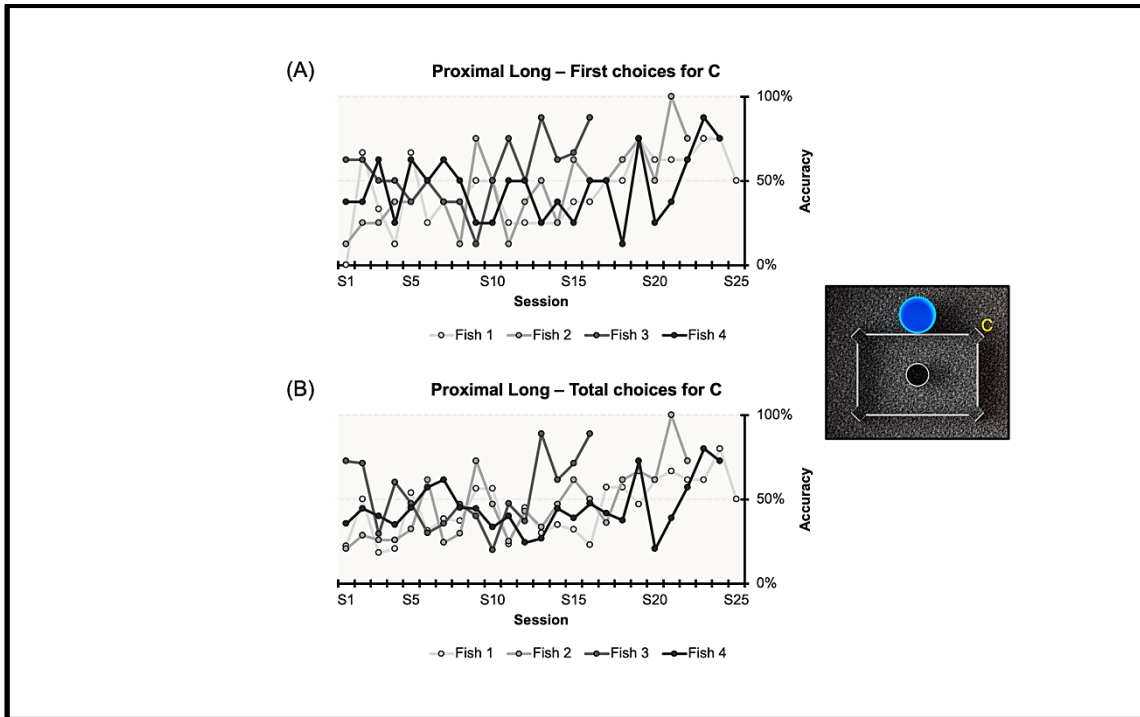 (A)
Proximal Long – First choices for C
100%
50%
0%
Accuracy
S1 S5 S10 S15 S20 S25
Session
Fish 1 Fish 2 Fish 3 Fish 4
C
(B)
Proximal Long – Total choices for C
100%
50%
0%
Accuracy
S1 S5 S10 S15 S20 S25
Session
Fish 1 Fish 2 Fish 3 Fish 4